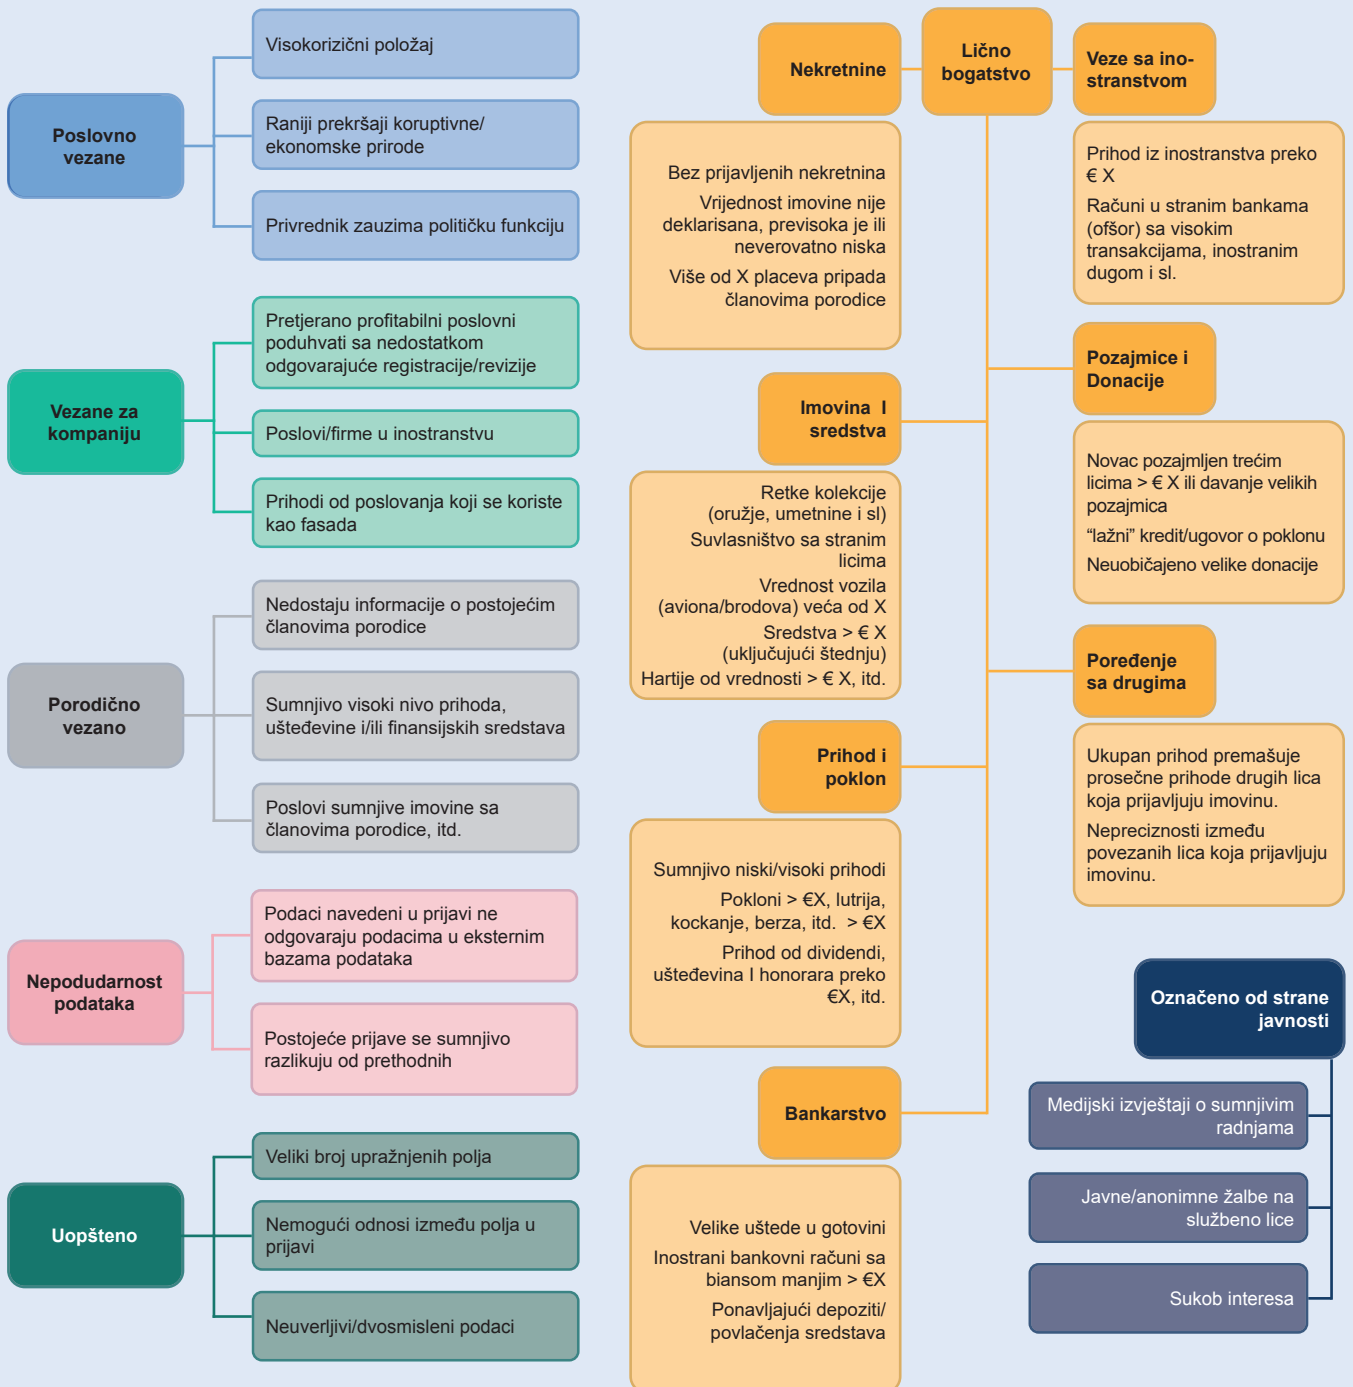 Poslovno
vezane
Visokorizični položaj
Raniji prekršaji koruptivne/
ekonomske prirode
Privrednik zauzima političku funkciju
Vezane za
kompaniju
Pretjerano profitabilni poslovni
poduhvati sa nedostatkom
odgovarajuće registracije/revizije
Poslovi/firme u inostranstvu
Prihodi od poslovanja koji se koriste
kao fasada
Porodično
vezano
Nedostaju informacije o postojećim
članovima porodice
Sumnjivo visoki nivo prihoda,
ušteđevine i/ili finansijskih sredstava
Poslovi sumnjive imovine sa
članovima porodice, itd.
Nepodudarnost
podataka
Podaci navedeni u prijavi ne
odgovaraju podacima u eksternim
bazama podataka
Postojeće prijave se sumnjivo
razlikuju od prethodnih
Uopšteno
Veliki broj upražnjenih polja
Nemogući odnosi između polja u
prijavi
Neuverljivi/dvosmisleni podaci
Lično
bogatstvo
Nekretnine
Bez prijavljenih nekretnina
Vrijednost imovine nije
deklarisana, previsoka je ili
neverovatno niska
Više od X placeva pripada
članovima porodice
Imovina I
sredstva
Retke kolekcije
(oružje, umetnine i sl)
Suvlasništvo sa stranim
licima
Vrednost vozila
(aviona/brodova) veća od X
Sredstva > € X
(uključujući štednju)
Hartije od vrednosti > € X, itd.
Prihod i
poklon
Sumnjivo niski/visoki prihodi
Pokloni > €X, lutrija,
kockanje, berza, itd. > €X
Prihod od dividendi,
ušteđevina I honorara preko
€X, itd.
Bankarstvo
Velike uštede u gotovini
Inostrani bankovni računi sa
biansom manjim > €X
Ponavljajući depoziti/
povlačenja sredstava
Veze sa ino-
stranstvom
Prihod iz inostranstva preko
€ X
Računi u stranim bankama
(ofšor) sa visokim
transakcijama, inostranim
dugom i sl.
Pozajmice i
Donacije
Novac pozajmljen trećim
licima > € X ili davanje velikih
pozajmica
“lažni” kredit/ugovor o poklonu
Neuobičajeno velike donacije
Poređenje
sa drugima
Ukupan prihod premašuje
prosečne prihode drugih lica
koja prijavljuju imovinu.
Nepreciznosti između
povezanih lica koja prijavljuju
imovinu.
Označeno od strane
javnosti
Medijski izvještaji o sumnjivim
radnjama
Javne/anonimne žalbe na
službeno lice
Sukob interesa